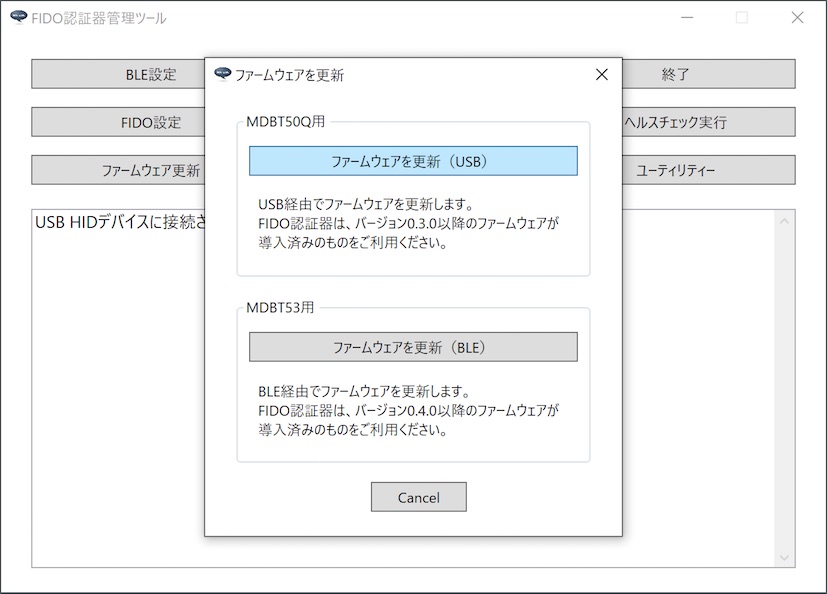 FIDO認証器管理ツール
BLE設定
終了
FIDO設定
ヘルスチェック実行
ファームウェア更新
ユーティリティー
USB HIDデバイスに接続さ
ファームウェアを更新
MDBT50Q用
ファームウェアを更新（USB）
USB経由でファームウェアを更新します。
FIDO認証器は、バージョン0.3.0以降のファームウェアが
導入済みのものをご利用ください。
MDBT53用
ファームウェアを更新（BLE）
BLE経由でファームウェアを更新します。
FIDO認証器は、バージョン0.4.0以降のファームウェアが
導入済みのものをご利用ください。
Cancel